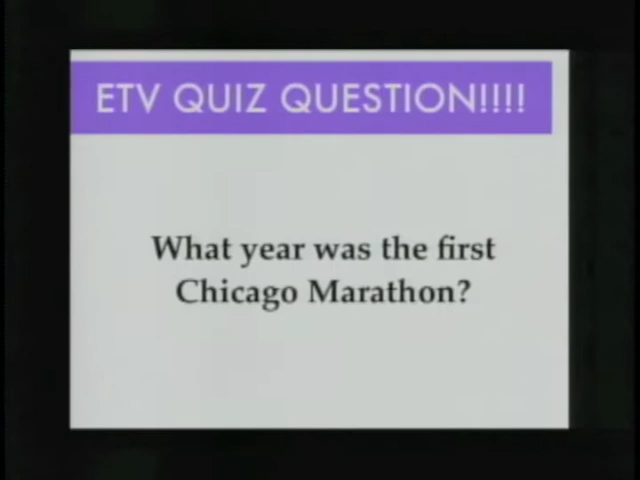 ETV QUIZ QUESTION!!!!
What year was the first
Chicago Marathon?